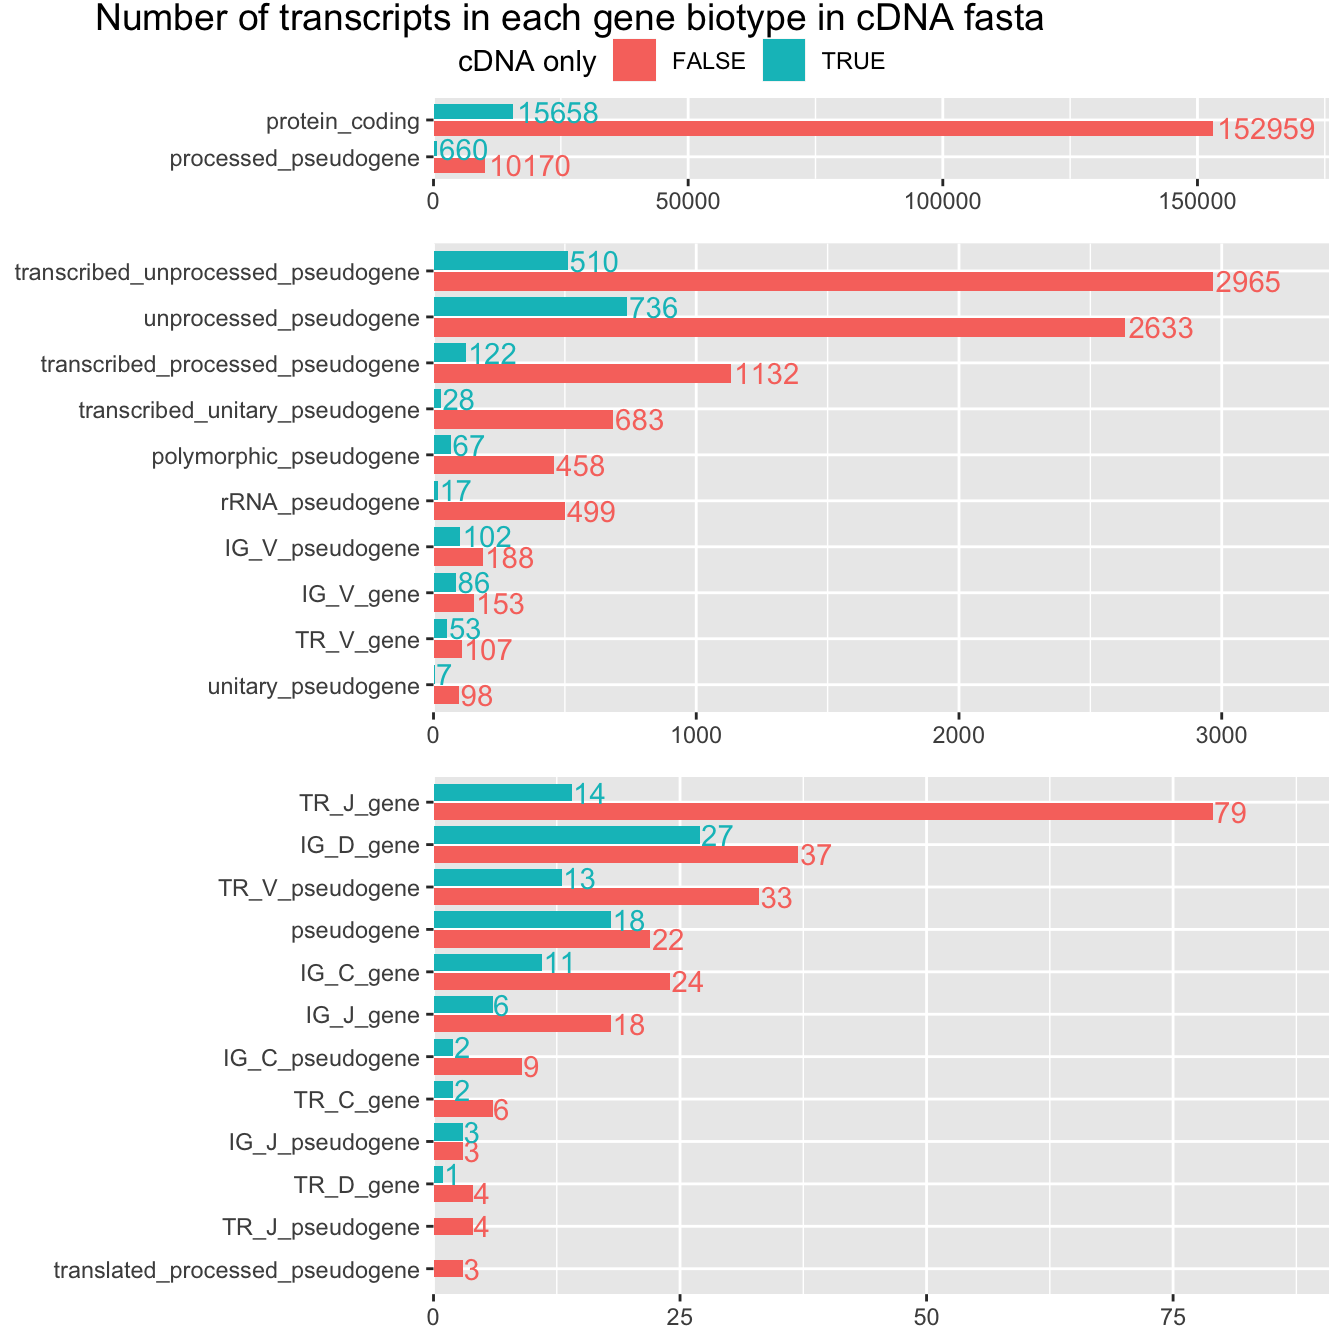 Number of transcripts in each gene biotype in cDNA fasta
cDNA only FALSE TRUE
protein_coding 15658 152959
processed_pseudogene 660 10170
0 50000 100000 150000
transcribed_unprocessed_pseudogene 510 2965
unprocessed_pseudogene 736 2633
transcribed_processed_pseudogene 122 1132
transcribed_unitary_pseudogene 28 683
polymorphic_pseudogene 67 458
rRNA_pseudogene 17 499
IG_V_pseudogene 102 188
IG_V_gene 86 153
TR_V_gene 53 107
unitary_pseudogene 7 98
0 1000 2000 3000
TR_J_gene 14 79
IG_D_gene 27 37
TR_V_pseudogene 13 33
pseudogene 18 22
IG_C_gene 11 24
IG_J_gene 6 18
IG_C_pseudogene 2 9
TR_C_gene 2 6
IG_J_pseudogene 3 3
TR_D_gene 1 4
TR_J_pseudogene 4
translated_processed_pseudogene 3
0 25 50 75